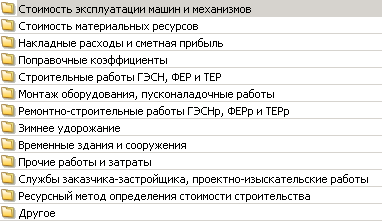 Стоимость эксплуатации машин и механизмов
Стоимость материальных ресурсов
Накладные расходы и сметная прибыль
Поправочные коэффициенты
Строительные работы ГЭСН, ФЕР и ТЕР
Монтаж оборудования, пусконаладочные работы
Ремонтно-строительные работы ГЭСНр, ФЕРр и ТЕРр
Зимнее удорожание
Временные здания и сооружения
Прочие работы и затраты
Службы заказчика-застройщика, проектно-изыскательские работы
Ресурсный метод определения стоимости строительства
Другое